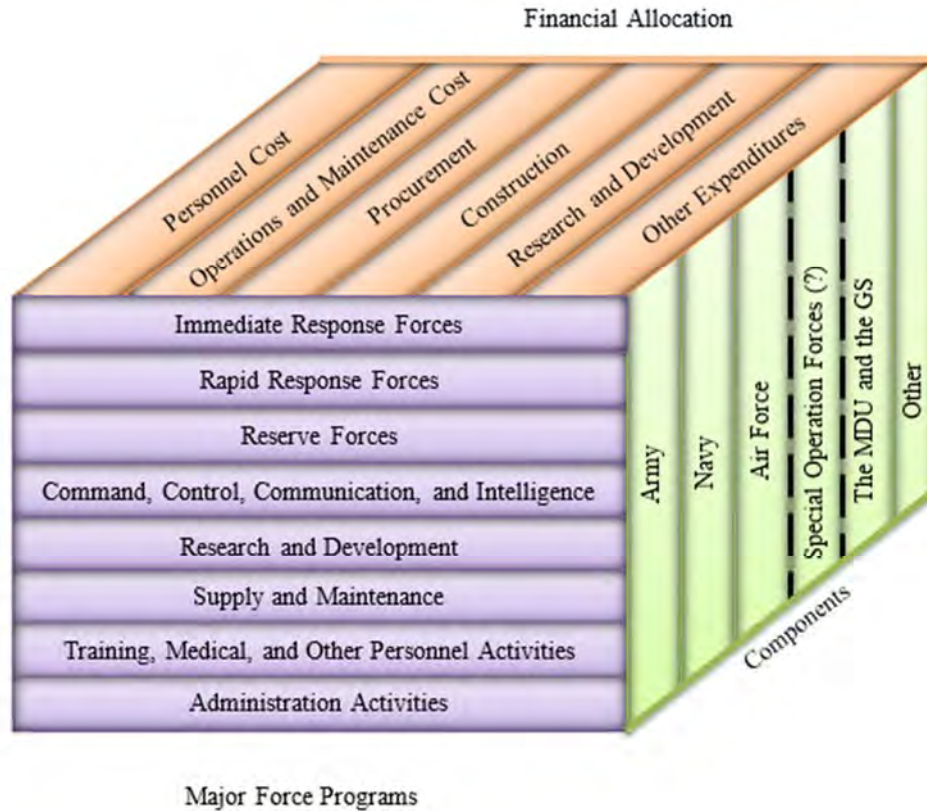 Financial Allocation
Personnel Cost
Operations and Maintenance Cost
Procurement
Construction
Research and Development
Other Expenditures
Immediate Response Forces
Rapid Response Forces
Reserve Forces
Command, Control, Communication, and Intelligence
Research and Development
Supply and Maintenance
Training, Medical, and Other Personnel Activities
Administration Activities
Army
Navy
Air Force
Special Operation Forces (?)
The MDU and the GS
Other
Components
Major Force Programs